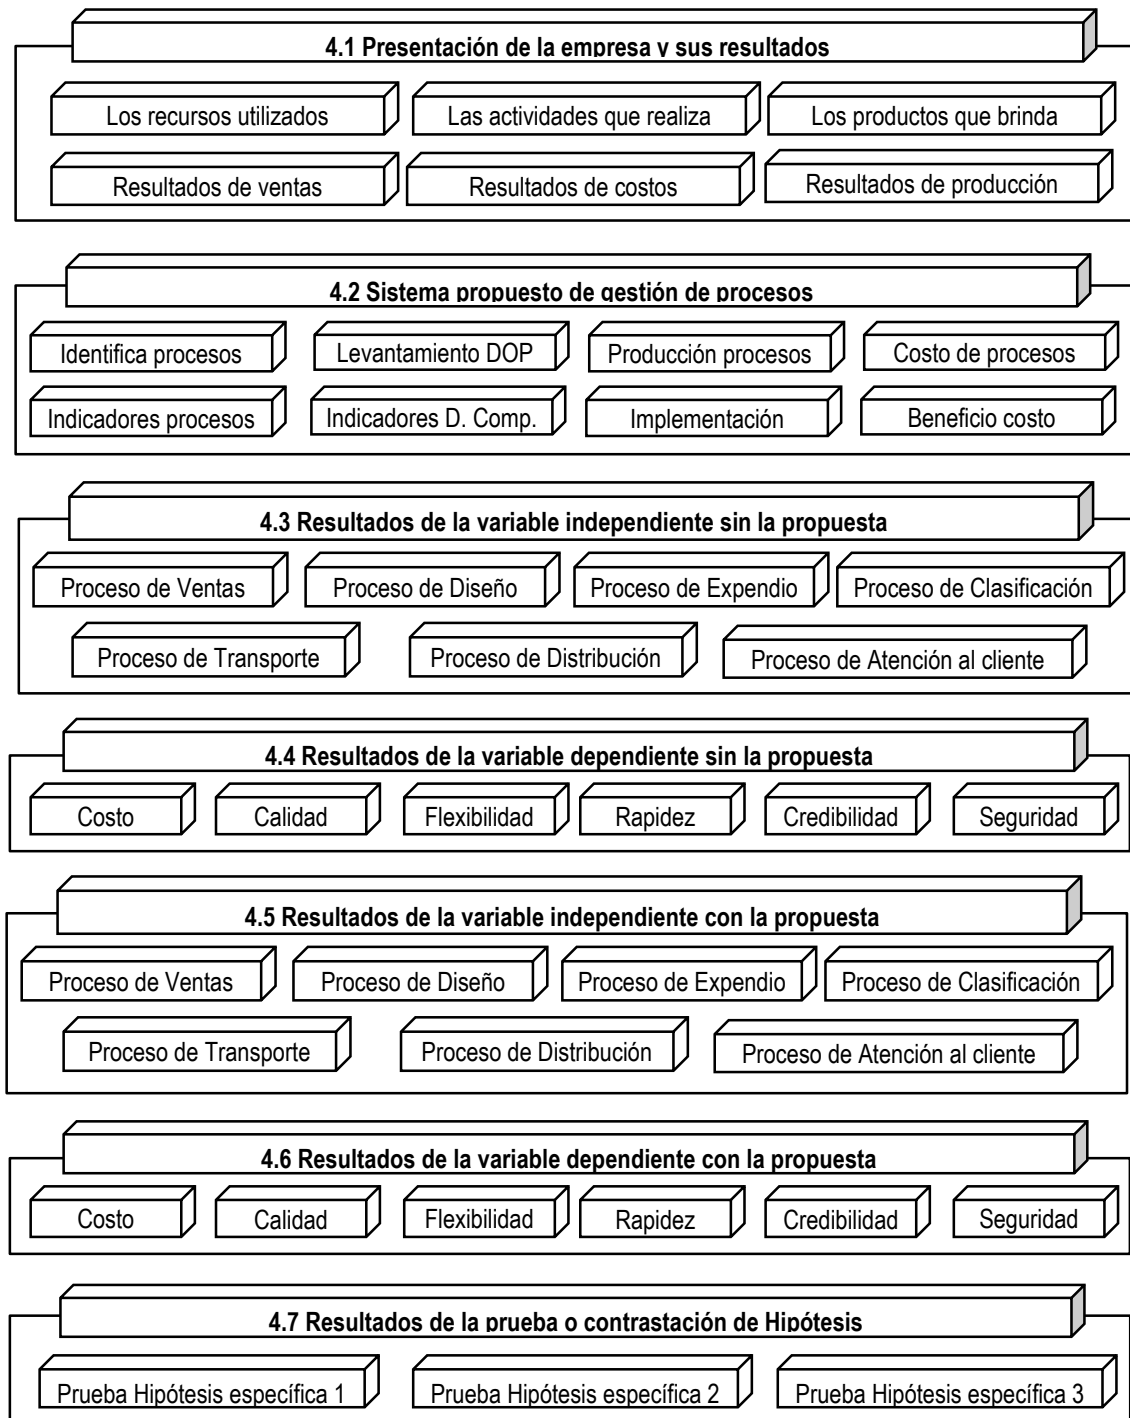 4.1 Presentación de la empresa y sus resultados
Los recursos utilizados
Las actividades que realiza
Los productos que brinda
Resultados de ventas
Resultados de costos
Resultados de producción
4.2 Sistema propuesto de gestión de procesos
Identifica procesos
Levantamiento DOP
Producción procesos
Costo de procesos
Indicadores procesos
Indicadores D. Comp.
Implementación
Beneficio costo
4.3 Resultados de la variable independiente sin la propuesta
Proceso de Ventas
Proceso de Diseño
Proceso de Expendio
Proceso de Clasificación
Proceso de Transporte
Proceso de Distribución
Proceso de Atención al cliente
4.4 Resultados de la variable dependiente sin la propuesta
Costo
Calidad
Flexibilidad
Rapidez
Credibilidad
Seguridad
4.5 Resultados de la variable independiente con la propuesta
Proceso de Ventas
Proceso de Diseño
Proceso de Expendio
Proceso de Clasificación
Proceso de Transporte
Proceso de Distribución
Proceso de Atención al cliente
4.6 Resultados de la variable dependiente con la propuesta
Costo
Calidad
Flexibilidad
Rapidez
Credibilidad
Seguridad
4.7 Resultados de la prueba o contrastación de Hipótesis
Prueba Hipótesis específica 1
Prueba Hipótesis específica 2
Prueba Hipótesis específica 3